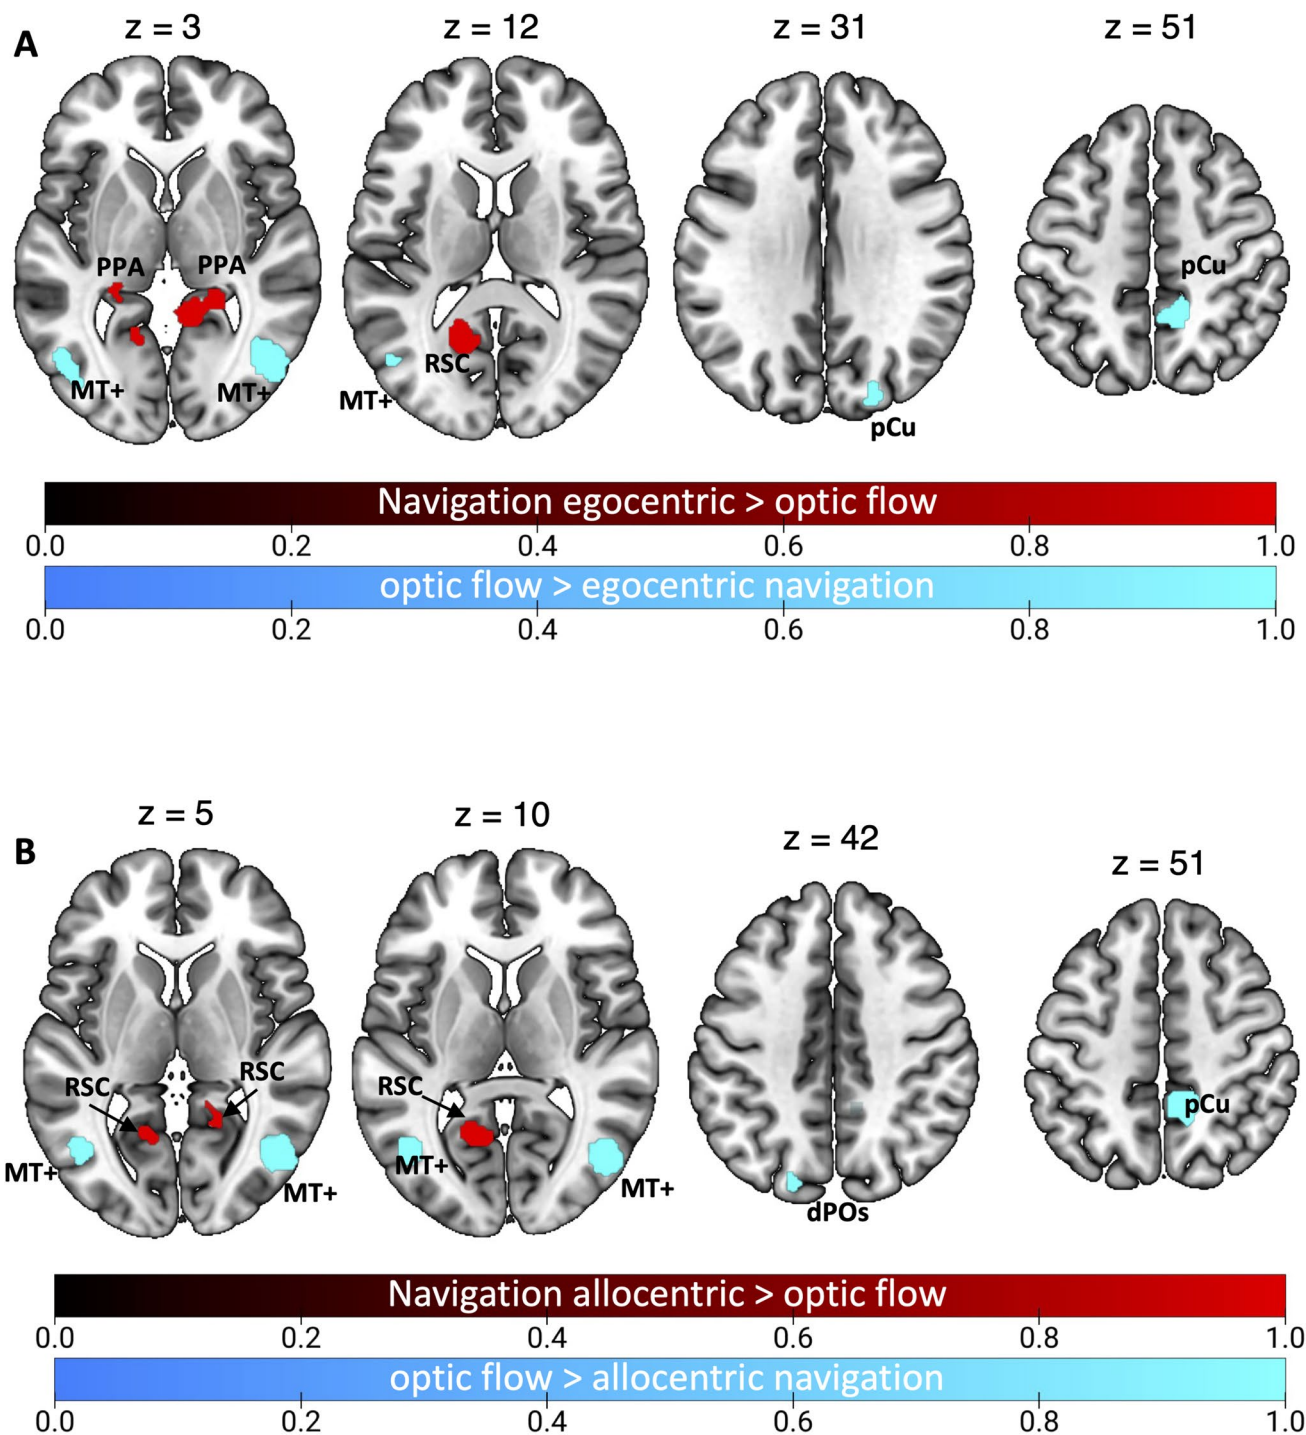 A
z = 3
z = 12
z = 31
z = 51
PPA
PPA
MT+
MT+
RSC
MT+
pCu
pCu
Navigation egocentric > optic flow
0.0 0.2 0.4 0.6 0.8 1.0
optic flow > egocentric navigation
0.0 0.2 0.4 0.6 0.8 1.0
B
z = 5
z = 10
z = 42
z = 51
RSC
RSC
MT+
MT+
RSC
MT+
MT+
dPOs
pCu
Navigation allocentric > optic flow
0.0 0.2 0.4 0.6 0.8 1.0
optic flow > allocentric navigation
0.0 0.2 0.4 0.6 0.8 1.0